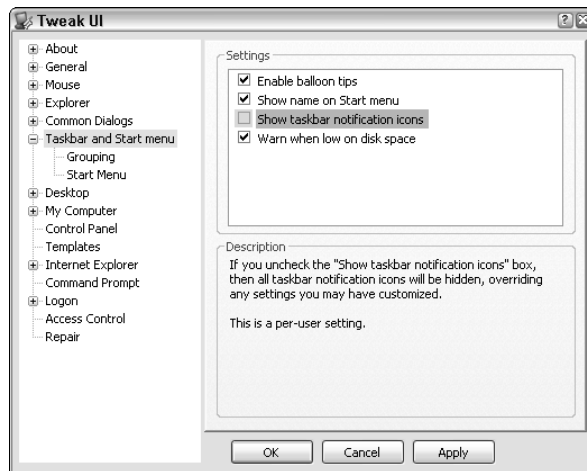 Tweak UI
About
General
Mouse
Explorer
Common Dialogs
Taskbar and Start menu
Grouping
Start Menu
Desktop
My Computer
Control Panel
Templates
Internet Explorer
Command Prompt
Logon
Access Control
Repair
Settings
Enable balloon tips
Show name on Start menu
Show taskbar notification icons
Warn when low on disk space
Description
If you uncheck the "Show taskbar notification icons" box,
then all taskbar notification icons will be hidden, overriding
any settings you may have customized.
This is a per-user setting.
OK
Cancel
Apply